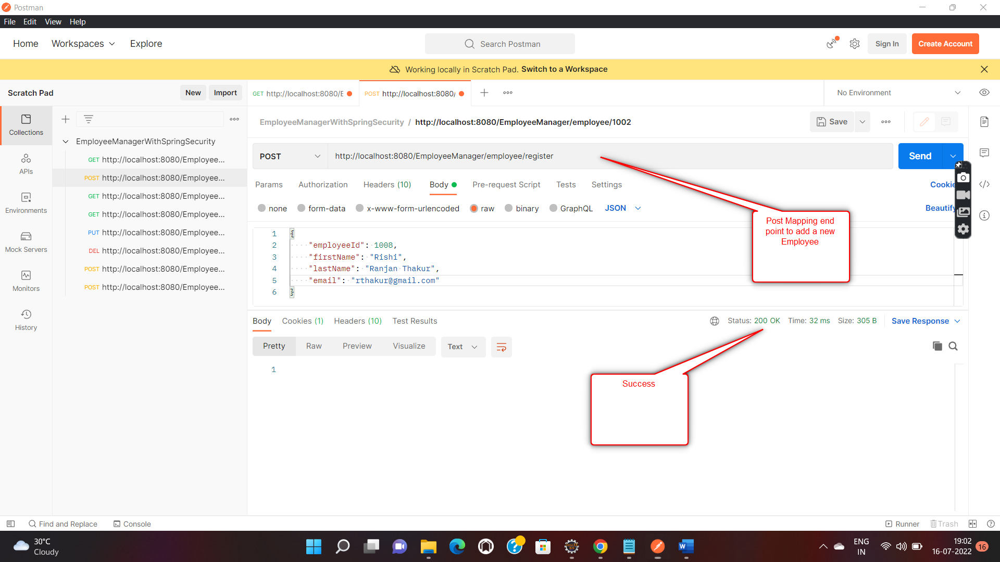 Postman
File Edit View Help
Home Workspaces Explore
Search Postman
Sign In
Create Account
Working locally in Scratch Pad. Switch to a Workspace
Scratch Pad
New
Import
GET http://localhost:8080/E
POST http://localhost:8080/
No Environment
Collections
APIs
Environments
Mock Servers
Monitors
History
EmployeeManagerWithSpringSecurity
GET http://localhost:8080/Employee...
POST http://localhost:8080/Employee...
GET http://localhost:8080/Employee...
GET http://localhost:8080/Employee...
PUT http://localhost:8080/Employee...
DEL http://localhost:8080/Employee...
POST http://localhost:8080/Employee...
POST http://localhost:8080/Employee...
EmployeeManagerWithSpringSecurity / http://localhost:8080/EmployeeManager/employee/1002
Save
POST
http://localhost:8080/EmployeeManager/employee/register
Send
Params Authorization Headers (10) Body Pre-request Script Tests Settings
Cookie
none form-data x-www-form-urlencoded raw binary GraphQL JSON
Beautify
1 {
2 "employeeId": 1008,
3 "firstName": "Rishi",
4 "lastName": "Ranjan Thakur",
5 "email": "rthakur@gmail.com"
6 }
Post Mapping end
point to add a new
Employee
Body Cookies (1) Headers (10) Test Results
Status: 200 OK Time: 32 ms Size: 305 B
Save Response
Pretty Raw Preview Visualize Text
1
Success
Find and Replace Console
Runner Trash
30°C
Cloudy
ENG
IN
19:02
16-07-2022
16